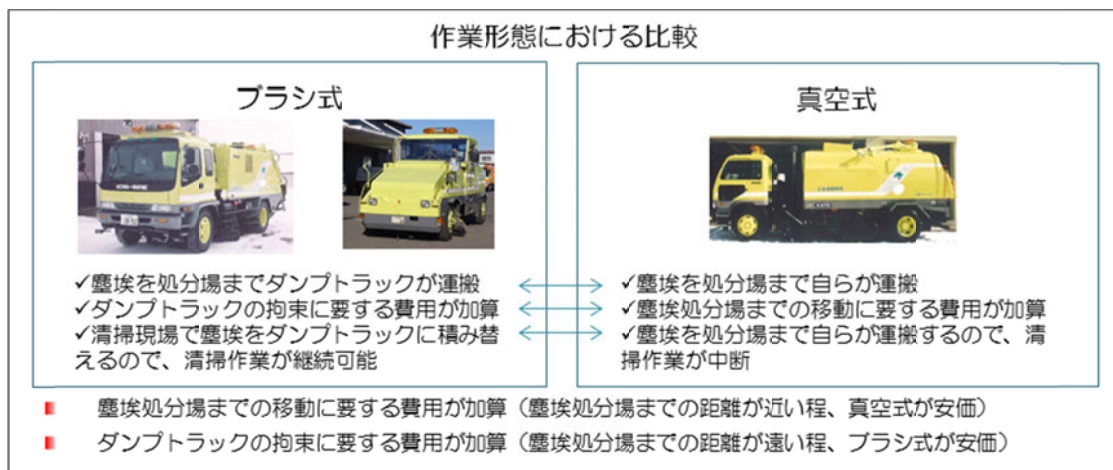 作業形態における比較
ブラシ式
✓塵埃を処分場までダンプトラックが運搬
✓ダンプトラックの拘束に要する費用が加算
✓清掃現場で塵埃をダンプトラックに積み替
えるので、清掃作業が継続可能
真空式
✓塵埃を処分場まで自らが運搬
✓塵埃処分場までの移動に要する費用が加算
✓塵埃を処分場まで自らが運搬するので、清
掃作業が中断
塵埃処分場までの移動に要する費用が加算（塵埃処分場までの距離が近い程、真空式が安価）
ダンプトラックの拘束に要する費用が加算（塵埃処分場までの距離が遠い程、ブラシ式が安価）